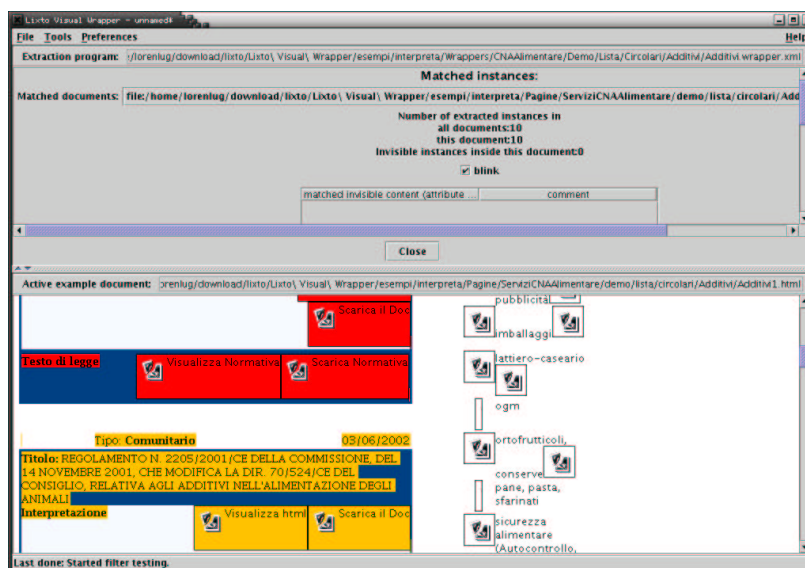 Lixto Visual Wrapper - unnamed#
File Tools Preferences Help
Extraction program: :/lorenlug/download/lixto/Lixto\ Visual\ Wrapper/esempi/interpreta/Wrappers/CNAAlimentare/Demo/Lista/Circolari/Additivi/Additivi wrapper.xml
Matched instances:
Matched documents: file:/home/lorenlug/download/lixto/Lixto\ Visual\ Wrapper/esempi/interpreta/Pagine/ServiziCNAAlimentare/demo/lista/circolari/Add
Number of extracted instances in
all documents:10
this document:10
Invisible instances inside this document:0
blink
matched invisible content (attribute ... comment
Close
Active example document: orenlug/download/lixto/Lixto\ Visual\ Wrapper/esempi/interpreta/Pagine/ServiziCNAAlimentare/demo/lista/circolari/Additivi/Additivi1.html
Scarica il Doc
Testo di legge Visualizza Normativa Scarica Normativa
Tipo: Comunitario 03/06/2002
Titolo: REGOLAMENTO N. 2205/2001/CE DELLA COMMISSIONE, DEL
14 NOVEMBRE 2001, CHE MODIFICA LA DIR. 70/524/CE DEL
CONSIGLIO, RELATIVA AGLI ADDITIVI NELL'ALIMENTAZIONE DEGLI
ANIMALI
Interpretazione Visualizza html Scarica il Doc
pubblicità
imballaggi
lattiero-caseario
ogm
ortofrutticoli,
conserve
pane, pasta,
sfarinati
sicurezza
alimentare
(Autocontrollo,
Last done: Started filter testing.